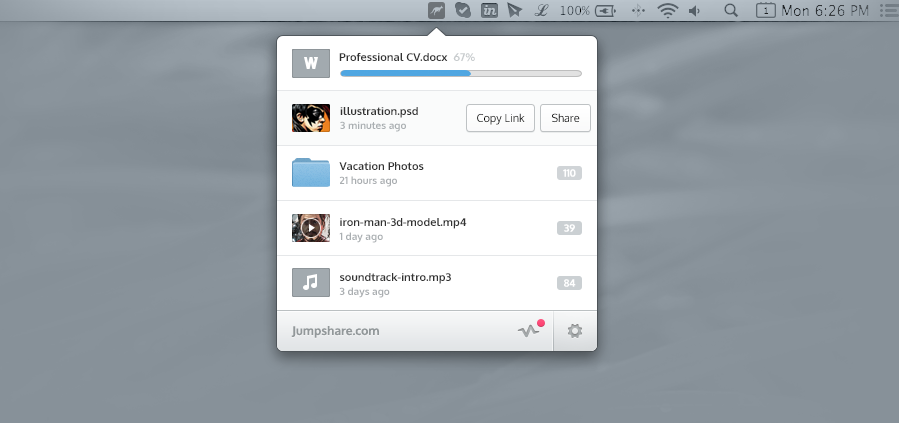 in 100% 1 Mon 6:26 PM
W Professional CV.docx 67%
illustration.psd
3 minutes ago
Copy Link Share
Vacation Photos
21 hours ago
110
iron-man-3d-model.mp4
1 day ago
39
soundtrack-intro.mp3
3 days ago
84
Jumpshare.com